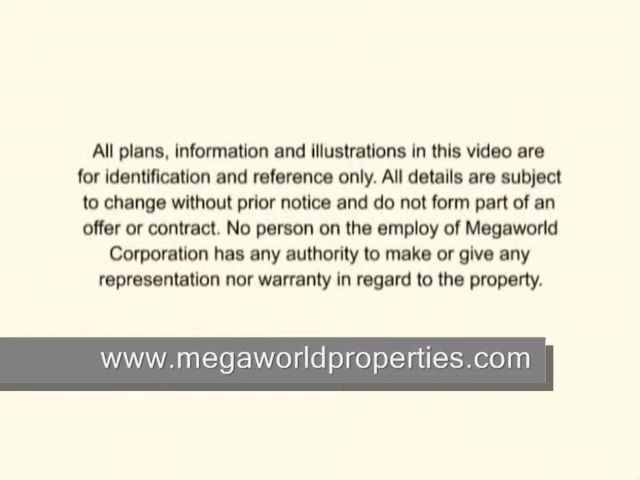 All plans, information and illustrations in this video are
for identification and reference only. All details are subject
to change without prior notice and do not form part of an
offer or contract. No person on the employ of Megaworld
Corporation has any authority to make or give any
representation nor warranty in regard to the property.
www.megaworldproperties.com